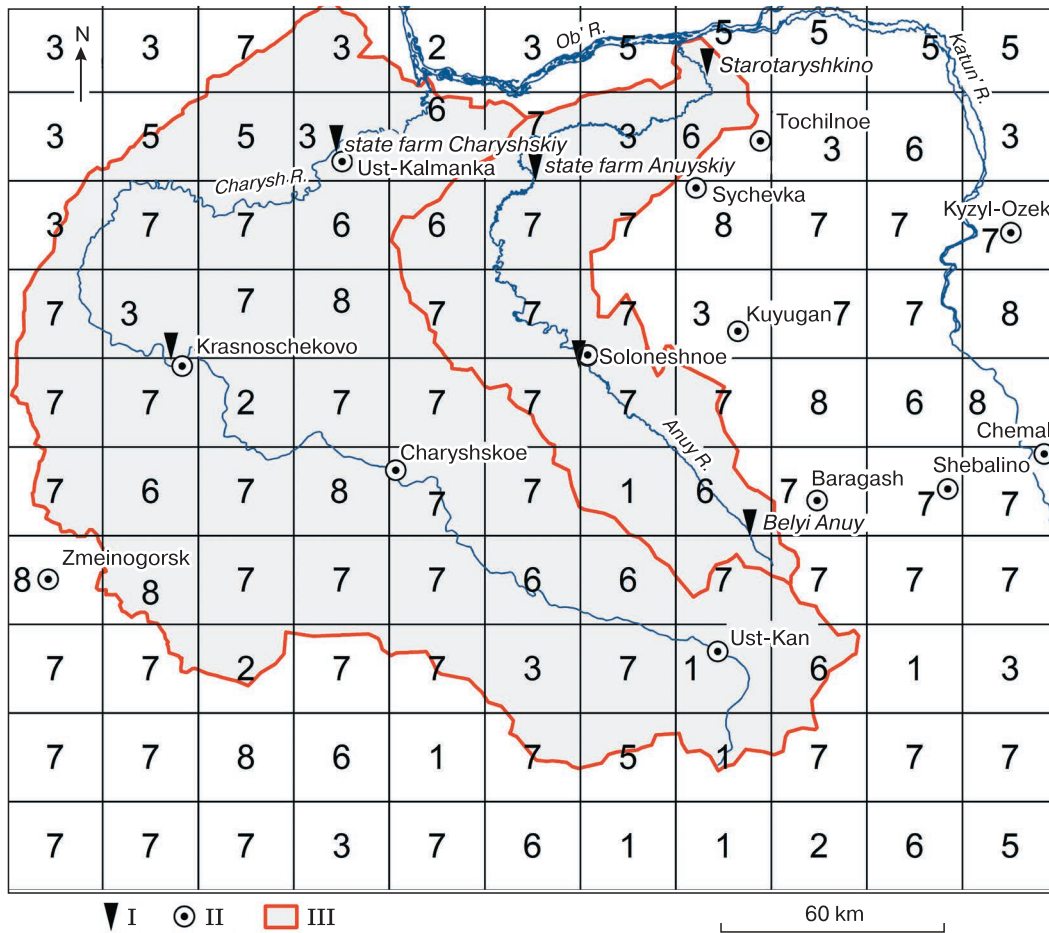 N
3 3 7 3 2 3 Ob' R. 5 5 5 5 Katun' R. 5
Starotaryshkino
3 5 5 3 6 7 3 6 Tochilnoe 3 6 3
state farm Charyshskiy
Ust-Kalmanka
state farm Anuyskiy
Charysh R.
Sychevka
3 7 7 6 6 7 7 8 7 7 Kyzyl-Ozek 7
7 3 7 8 7 7 7 3 Kuyugan 7 7 8
Krasnoschekovo
Soloneshnoe
7 7 2 7 7 7 7 7 8 6 8
Anuy R.
Chemal
Charyshskoe
Shebalino
Baragash
7 6 7 8 7 7 1 6 7 7 7
Belyi Anuy
Zmeinogorsk
8 8 7 7 7 6 6 7 7 7 7
Ust-Kan
7 7 2 7 7 3 7 1 6 1 3
7 7 8 6 1 7 5 1 7 7 7
7 7 7 3 7 6 1 1 2 6 5
I II III 60 km